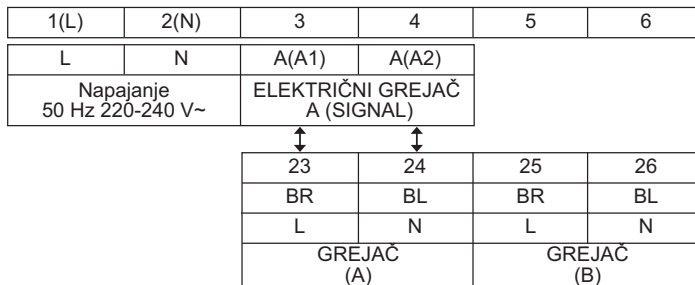 1(L) 2(N) 3 4 5 6
L N A(A1) A(A2)
Napajanje
50 Hz 220-240 V~
ELEKTRIČNI GREJAČ
A (SIGNAL)
23 24 25 26
BR BL BR BL
L N L N
GREJAČ
(A)
GREJAČ
(B)